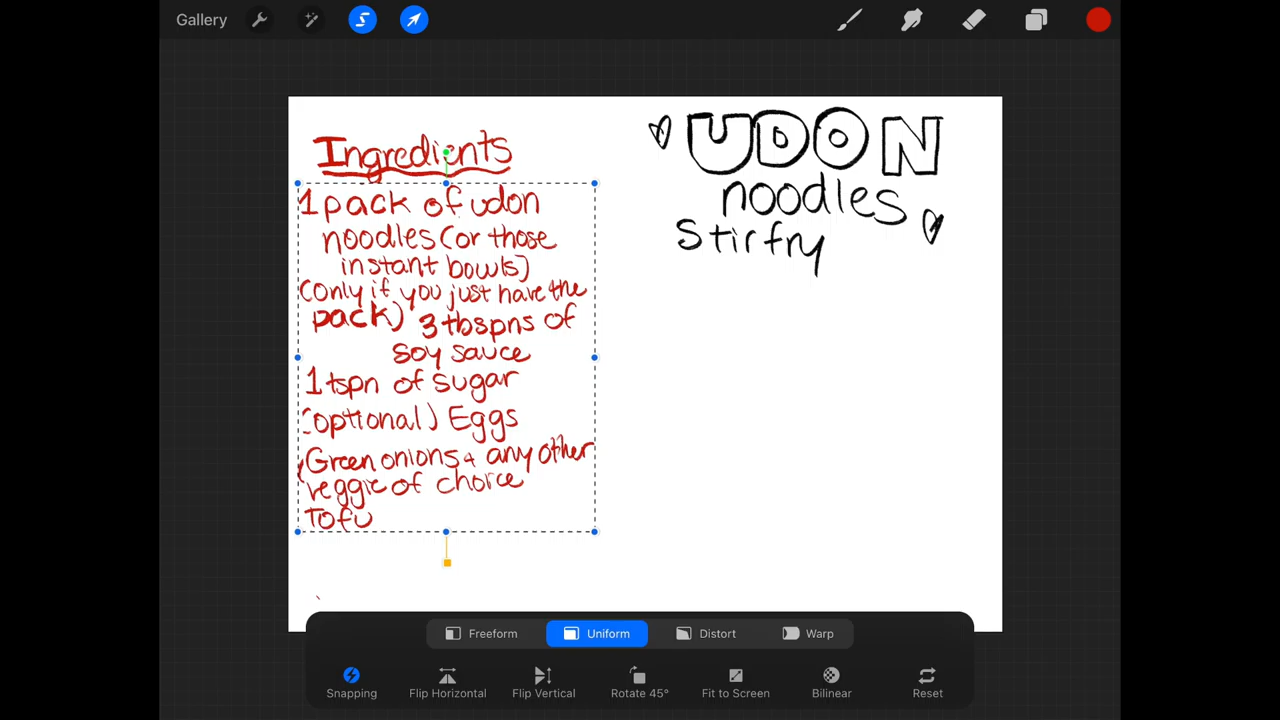 Gallery
Ingredients
1 pack of udon
noodles (or those
instant bowls)
(only if you just have the
pack) 3 tbspns of
soy sauce
1 tspn of sugar
(optional) Eggs
(Green onions + any other
veggie of choice
Tofu
UDON
noodles
Stirfry
Freeform
Uniform
Distort
Warp
Snapping
Flip Horizontal
Flip Vertical
Rotate 45°
Fit to Screen
Bilinear
Reset